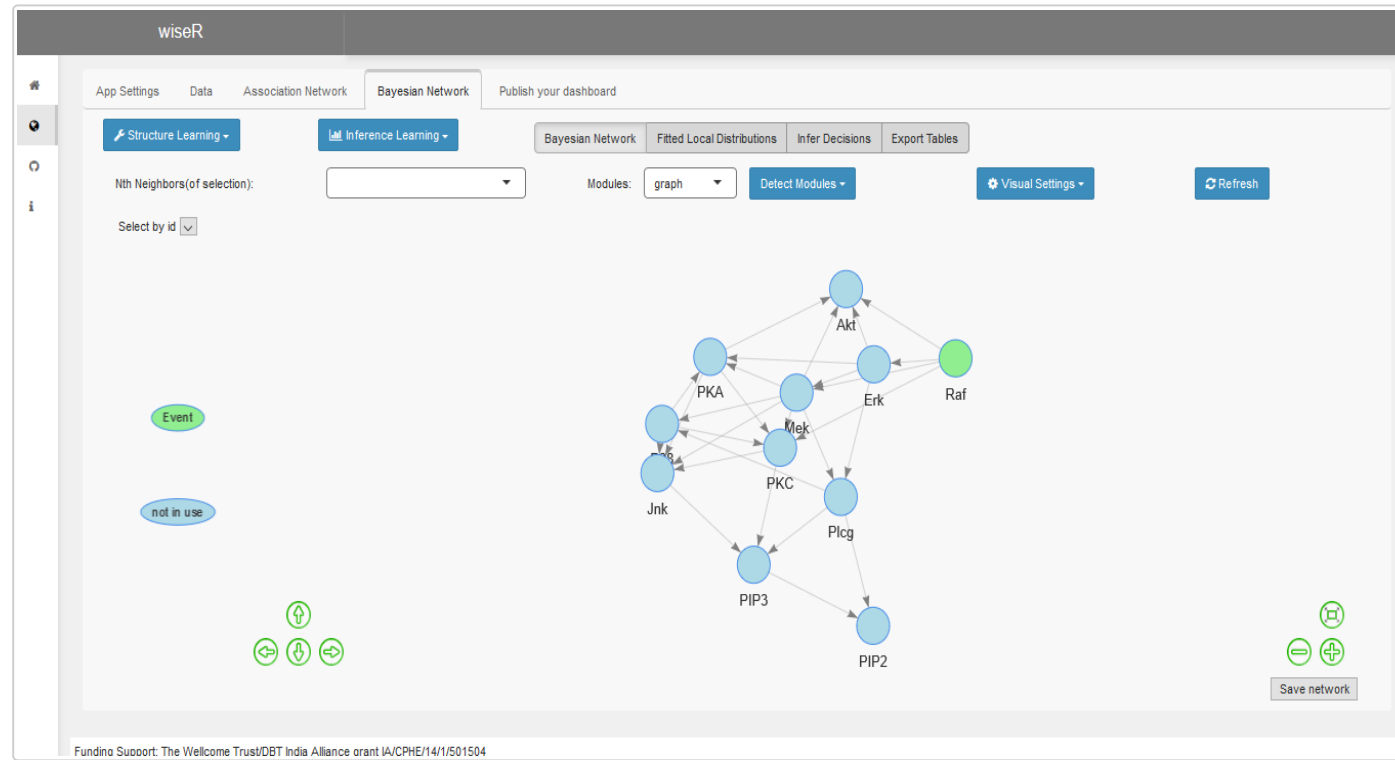 wiseR
App Settings Data Association Network Bayesian Network Publish your dashboard
Structure Learning Inference Learning Bayesian Network Fitted Local Distributions Infer Decisions Export Tables
Nth Neighbors(of selection): Modules: graph Detect Modules Visual Settings Refresh
Select by id
Akt
PKA
Erk
Raf
Event
Mek
PKC
not in use
Jnk
Plcg
PIP3
PIP2
Save network
Funding Support: The Wellcome Trust/DBT India Alliance grant IA/CPHE/14/1/501504